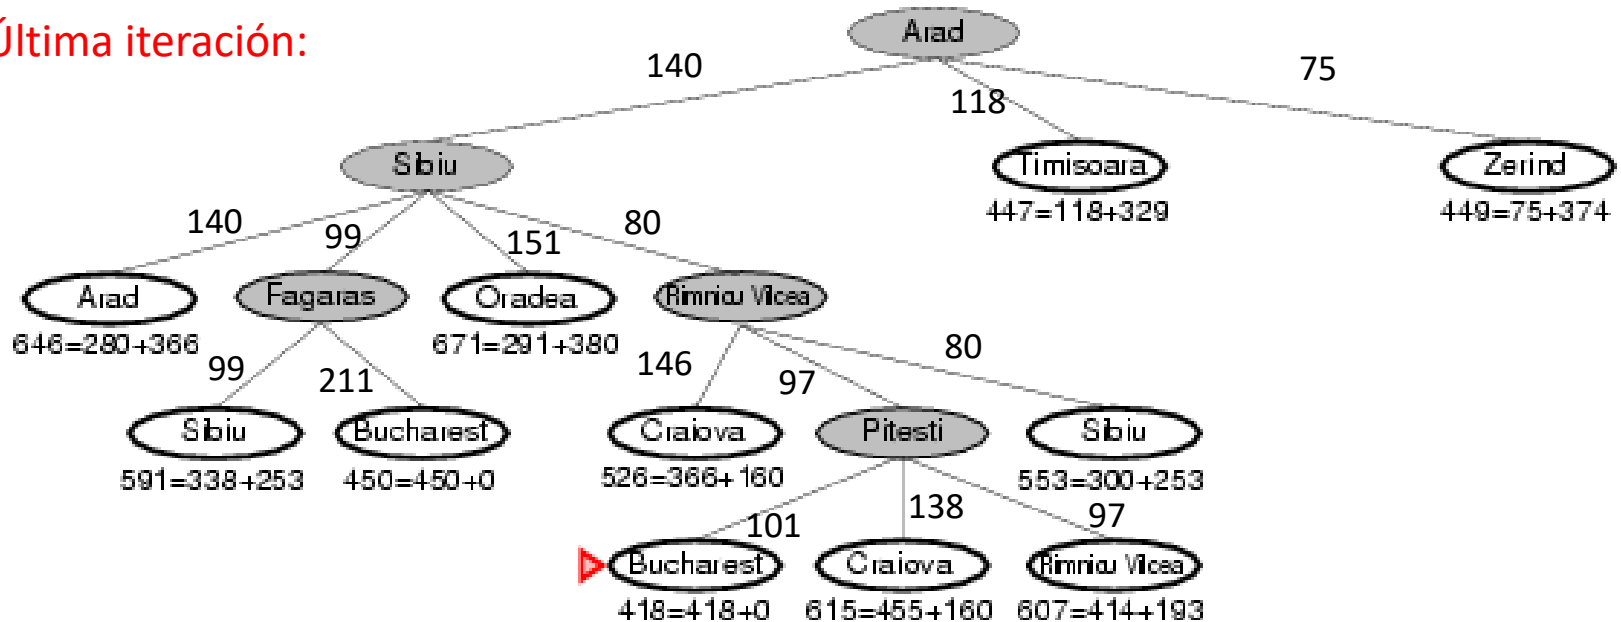 Última iteración:
Arad
140
118
75
Sibiu
Timisoara
Zerind
447=118+329
449=75+374
140
99
151
80
Arad
Fagaras
Oradea
Rimnicu Vilcea
646=280+366
671=291+380
99
211
146
97
80
Sibiu
Bucharest
Craiova
Pitesti
Sibiu
591=338+253
450=450+0
526=366+160
553=300+253
101
138
97
Bucharest
Craiova
Rimnicu Vilcea
418=418+0
615=455+160
607=414+193